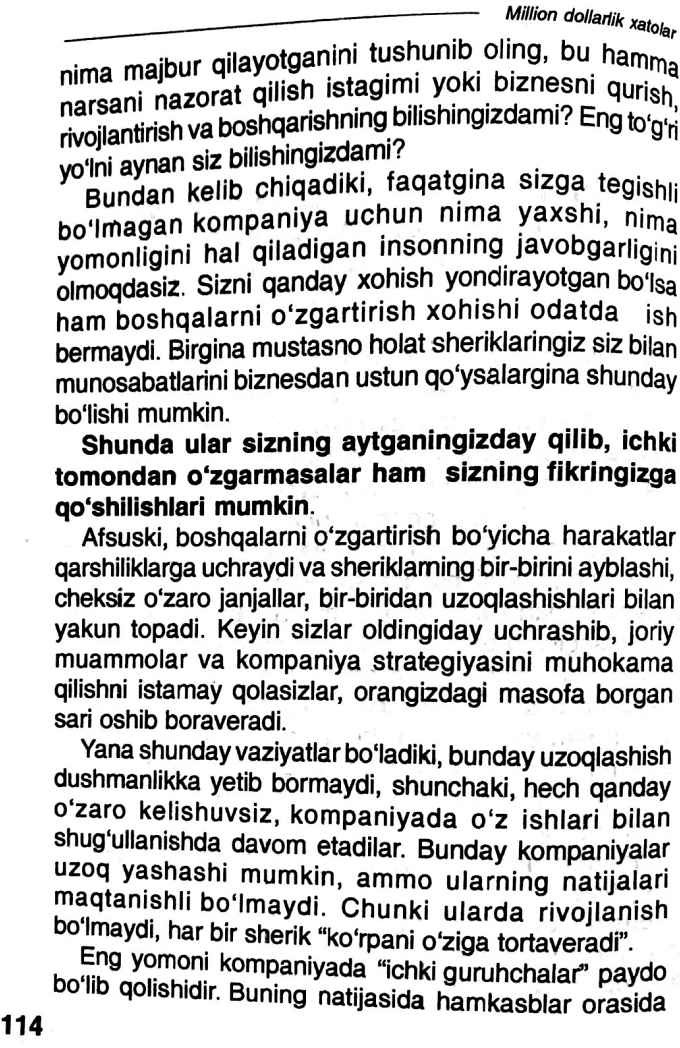 Million dollarlik xatolar
nima majbur qilayotganini tushunib oling, bu hamma
narsani nazorat qilish istagimi yoki biznesni qurish,
rivojlantirish va boshqarishning bilishingizdami? Eng to‘g‘ri
yo‘lni aynan siz bilishingizdami?
Bundan kelib chiqadiki, faqatgina sizga tegishli
bo‘lmagan kompaniya uchun nima yaxshi, nima
yomonligini hal qiladigan insonning javobgarligini
olmoqdasiz. Sizni qanday xohish yondirayotgan bo‘lsa
ham boshqalarni o‘zgartirish xohishi odatda ish
bermaydi. Birgina mustasno holat sheriklaringiz siz bilan
munosabatlarini biznesdan ustun qo‘ysalargina shunday
bo‘lishi mumkin.
Shunda ular sizning aytganingizday qilib, ichki
tomondan o‘zgarmasalar ham sizning fikringizga
qo‘shilishlari mumkin.
Afsuski, boshqalarni o‘zgartirish bo‘yicha harakatlar
qarshiliklarga uchraydi va sheriklarning bir-birini ayblashi,
cheksiz o‘zaro janjallar, bir-biridan uzoqlashishlari bilan
yakun topadi. Keyin sizlar oldingiday uchrashib, joriy
muammolar va kompaniya strategiyasini muhokama
qilishni istamay qolasizlar, orangizdagi masofa borgan
sari oshib boraveradi.
Yana shunday vaziyatlar bo‘ladiki, bunday uzoqlashish
dushmanlikka yetib bormaydi, shunchaki, hech qanday
o‘zaro kelishuvsiz, kompaniyada o‘z ishlari bilan
shug‘ullanishda davom etadilar. Bunday kompaniyalar
uzoq yashashi mumkin, ammo ularning natijalari
maqtanishli bo‘lmaydi. Chunki ularda rivojlanish
bo‘lmaydi, har bir sherik “ko‘rpani o‘ziga tortaveradi”.
Eng yomoni kompaniyada “ichki guruhchalar” paydo
bo‘lib qolishidir. Buning natijasida hamkasblar orasida
114